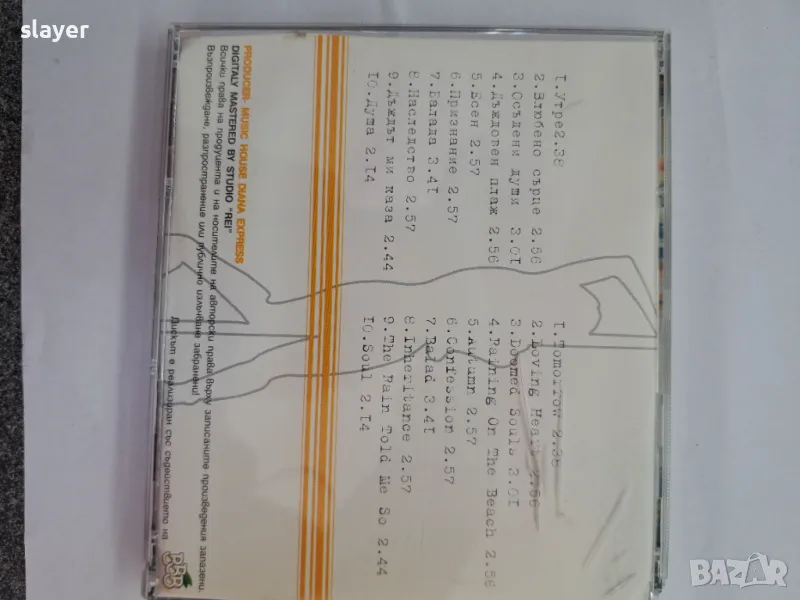 slayer
1.Утре2.38
2.Влюбено сърце 2.56
3.Осъдени души 3.01
4.Дъждовен плаж 2.56
5.Есен 2.57
6.Признание 2.57
7.Балада 3.41
8.Наследство 2.57
9.Дъждът ми каза 2.44
10.Душа 2.14
1.Tomorrow 2.38
2.Loving Heart 2.56
3.Doomed Souls 3.01
4.Raining On The Beach 2.56
5.Autumn 2.57
6.Confession 2.57
7.Balad 3.41
8.Inheritance 2.57
9.The Rain Told Me So 2.44
10.Soul 2.14
PRODUCER- MUSIC HOUSE DIANA EXPRESS
DIGITALY MASTERED BY STUDIO "REI"
Всички права на продуцента и на носителите на авторски права върху записаните произведения запазени.
Възпроизвеждане, разпространение или публично излъчване забранени!
Дискът е реализиран със съдействието на
BAZAR